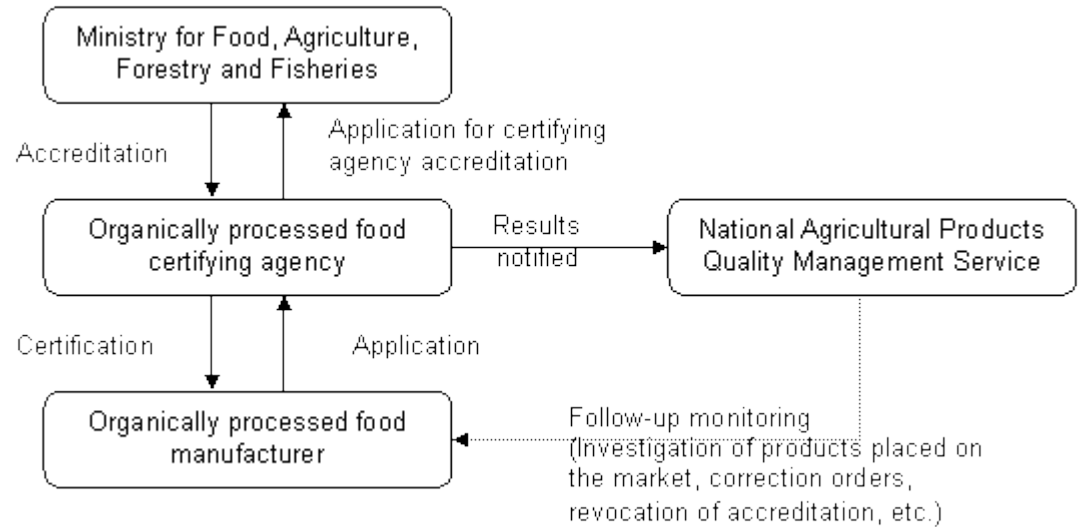 Ministry for Food, Agriculture,
Forestry and Fisheries
Accreditation
Application for certifying
agency accreditation
Organically processed food
certifying agency
Results
notified
National Agricultural Products
Quality Management Service
Certification
Application
Organically processed food
manufacturer
Follow-up monitoring
(Investigation of products placed on
the market, correction orders,
revocation of accreditation, etc.)